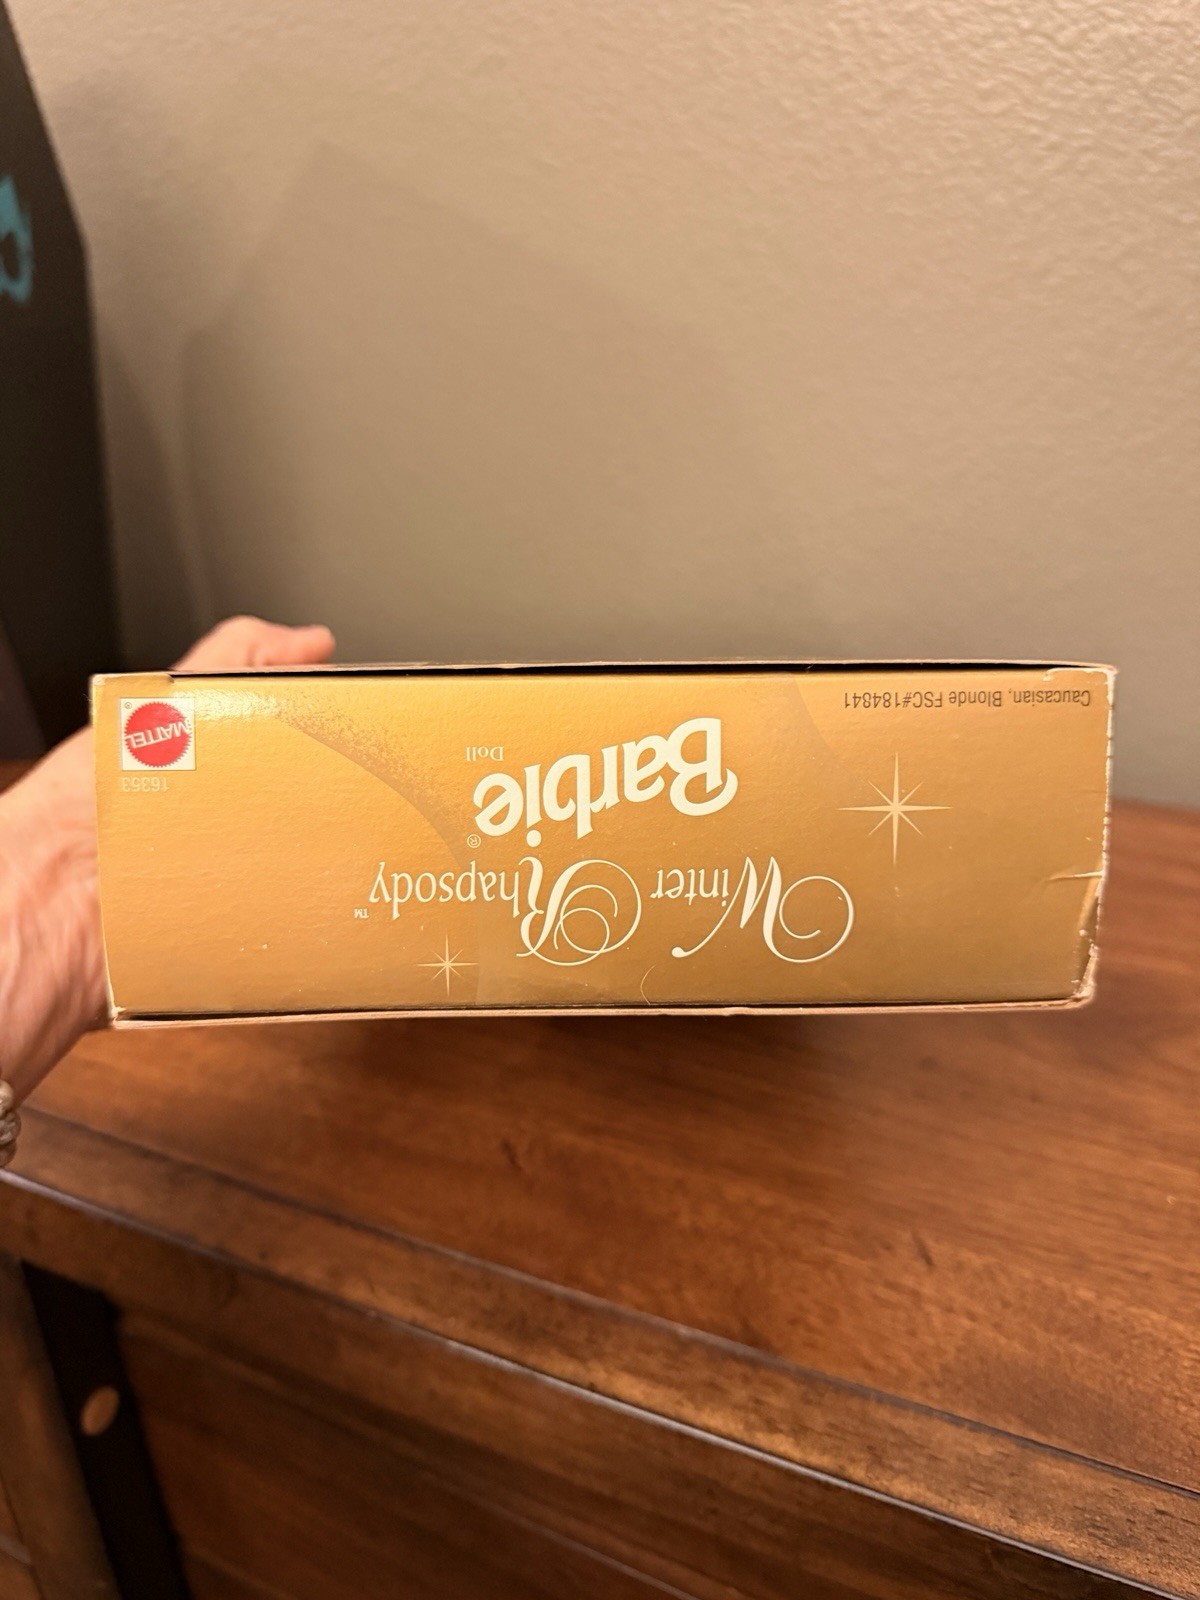 Winter Rhapsody™
Barbie®
Doll
Caucasian, Blonde FSC#184841
16353
MATTEL®